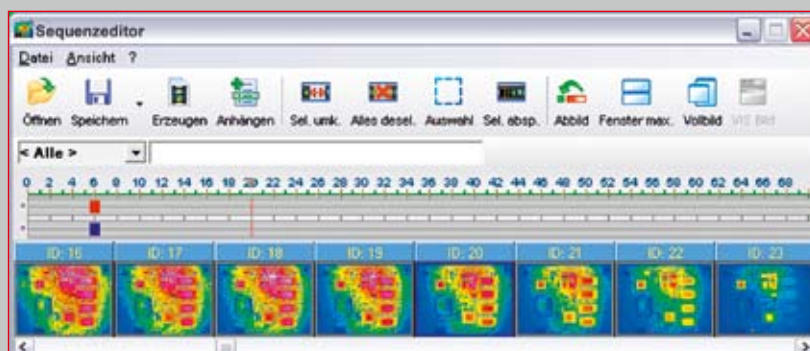 Sequenzeditor
Datei Ansicht ?
Öffnen Speichern Erzeugen Anhängen Sel. umk. Alles desel. Auswahl Sel. absp. Abbild Fenster max. Vollbild VIS Bild
< Alle >
0 2 4 6 8 10 12 14 16 18 20 22 24 26 28 30 32 34 36 38 40 42 44 46 48 50 52 54 56 58 60 62 64 66 68
ID: 16 ID: 17 ID: 18 ID: 19 ID: 20 ID: 21 ID: 22 ID: 23